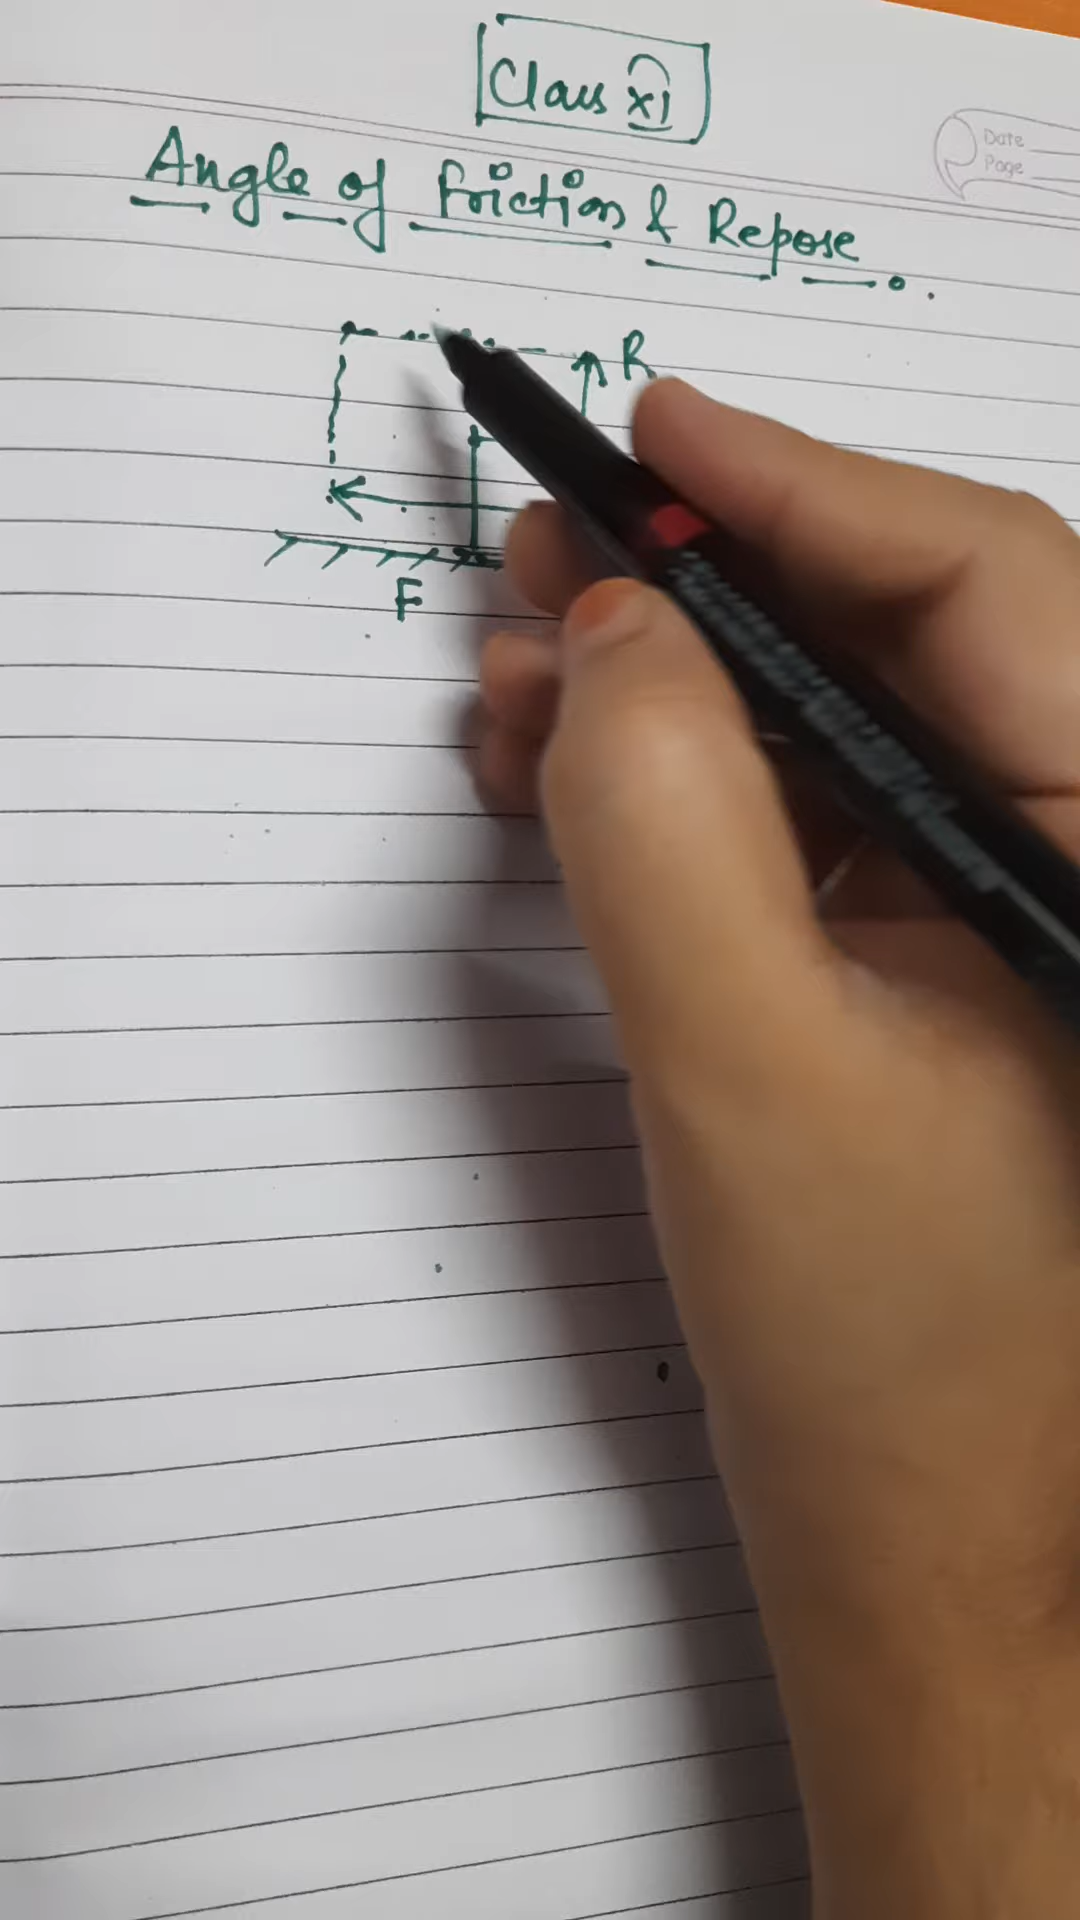 Class XI
Angle of friction & Repose.
R
F
Date
Page